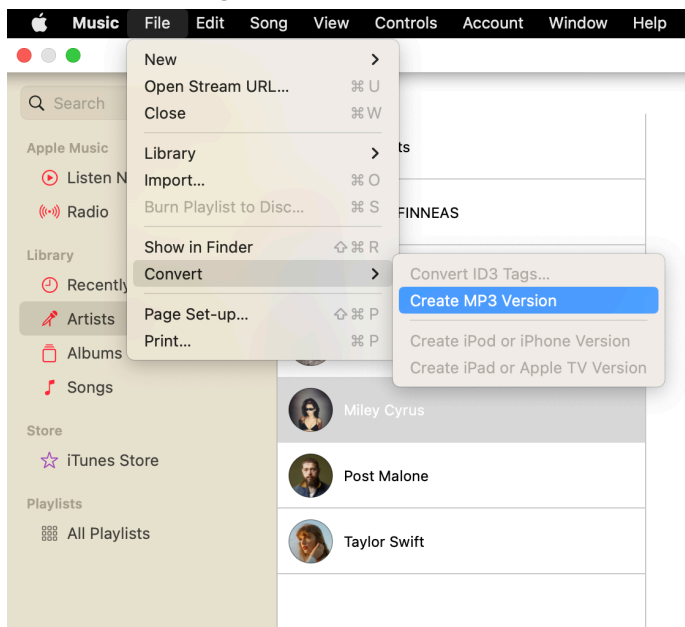 Music File Edit Song View Controls Account Window Help
Search
Apple Music
Listen N
Radio
Library
Recently
Artists
Albums
Songs
Store
iTunes Store
Playlists
All Playlists
New
Open Stream URL... ⌘ U
Close ⌘ W
Library
Import... ⌘ O
Burn Playlist to Disc... ⌘ S
Show in Finder ⇧ ⌘ R
Convert
Page Set-up... ⇧ ⌘ P
Print... ⌘ P
Convert ID3 Tags...
Create MP3 Version
Create iPod or iPhone Version
Create iPad or Apple TV Version
ts
FINNEAS
Miley Cyrus
Post Malone
Taylor Swift